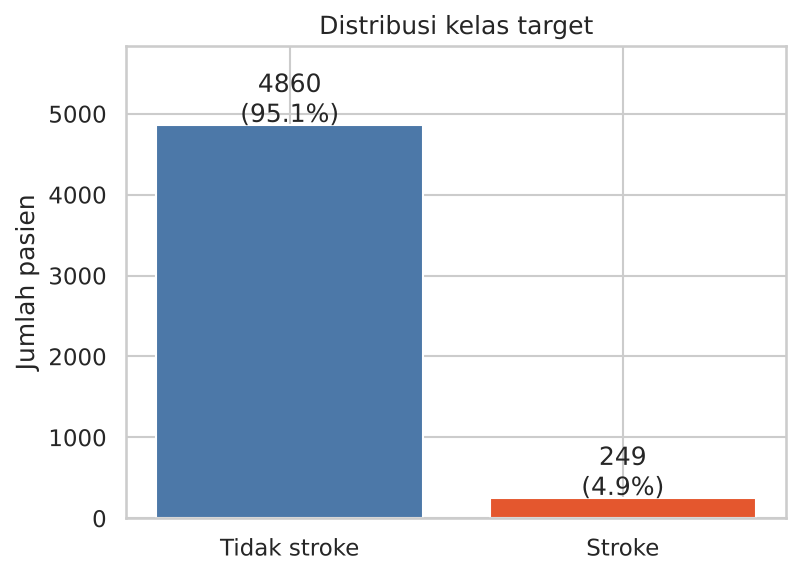 Distribusi kelas target
Jumlah pasien
5000
4000
3000
2000
1000
0
4860
(95.1%)
249
(4.9%)
Tidak stroke
Stroke